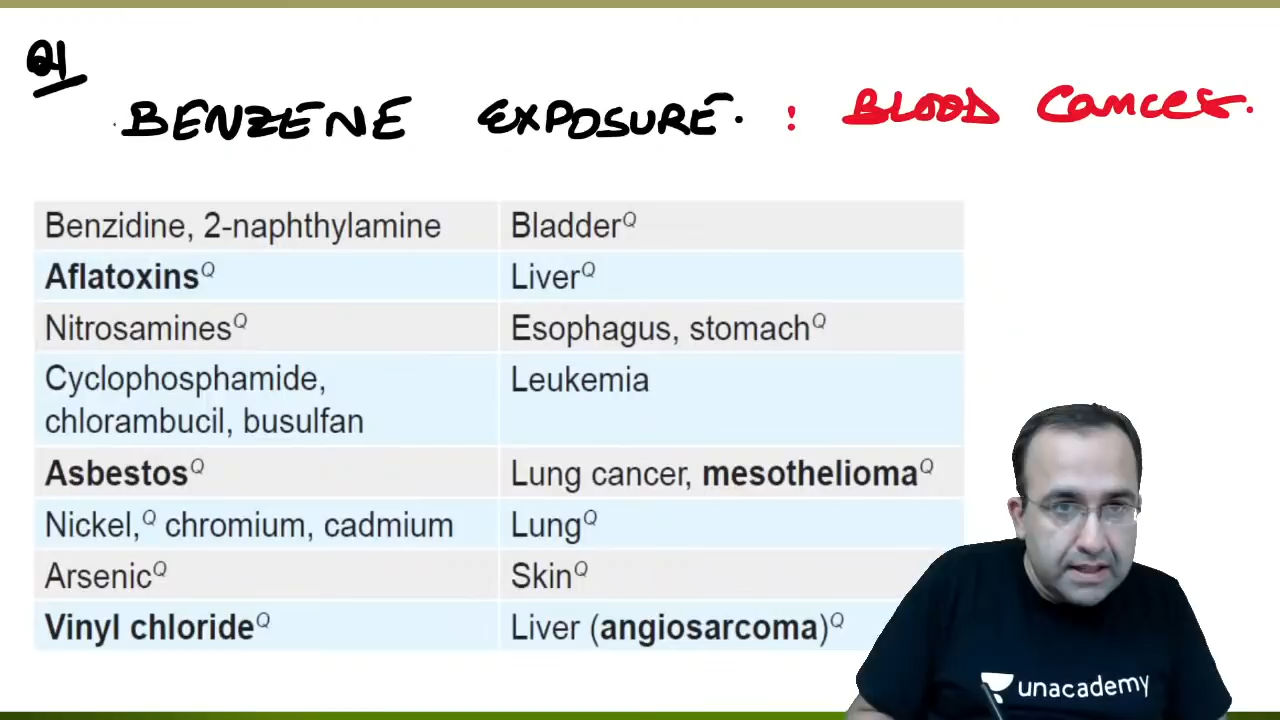 Q1
BENZENE EXPOSURE. : BLOOD Cancer.
Benzidine, 2-naphthylamine Bladder^Q
Aflatoxins^Q Liver^Q
Nitrosamines^Q Esophagus, stomach^Q
Cyclophosphamide, Leukemia
chlorambucil, busulfan
Asbestos^Q Lung cancer, mesothelioma^Q
Nickel,^Q chromium, cadmium Lung^Q
Arsenic^Q Skin^Q
Vinyl chloride^Q Liver (angiosarcoma)^Q
unacademy